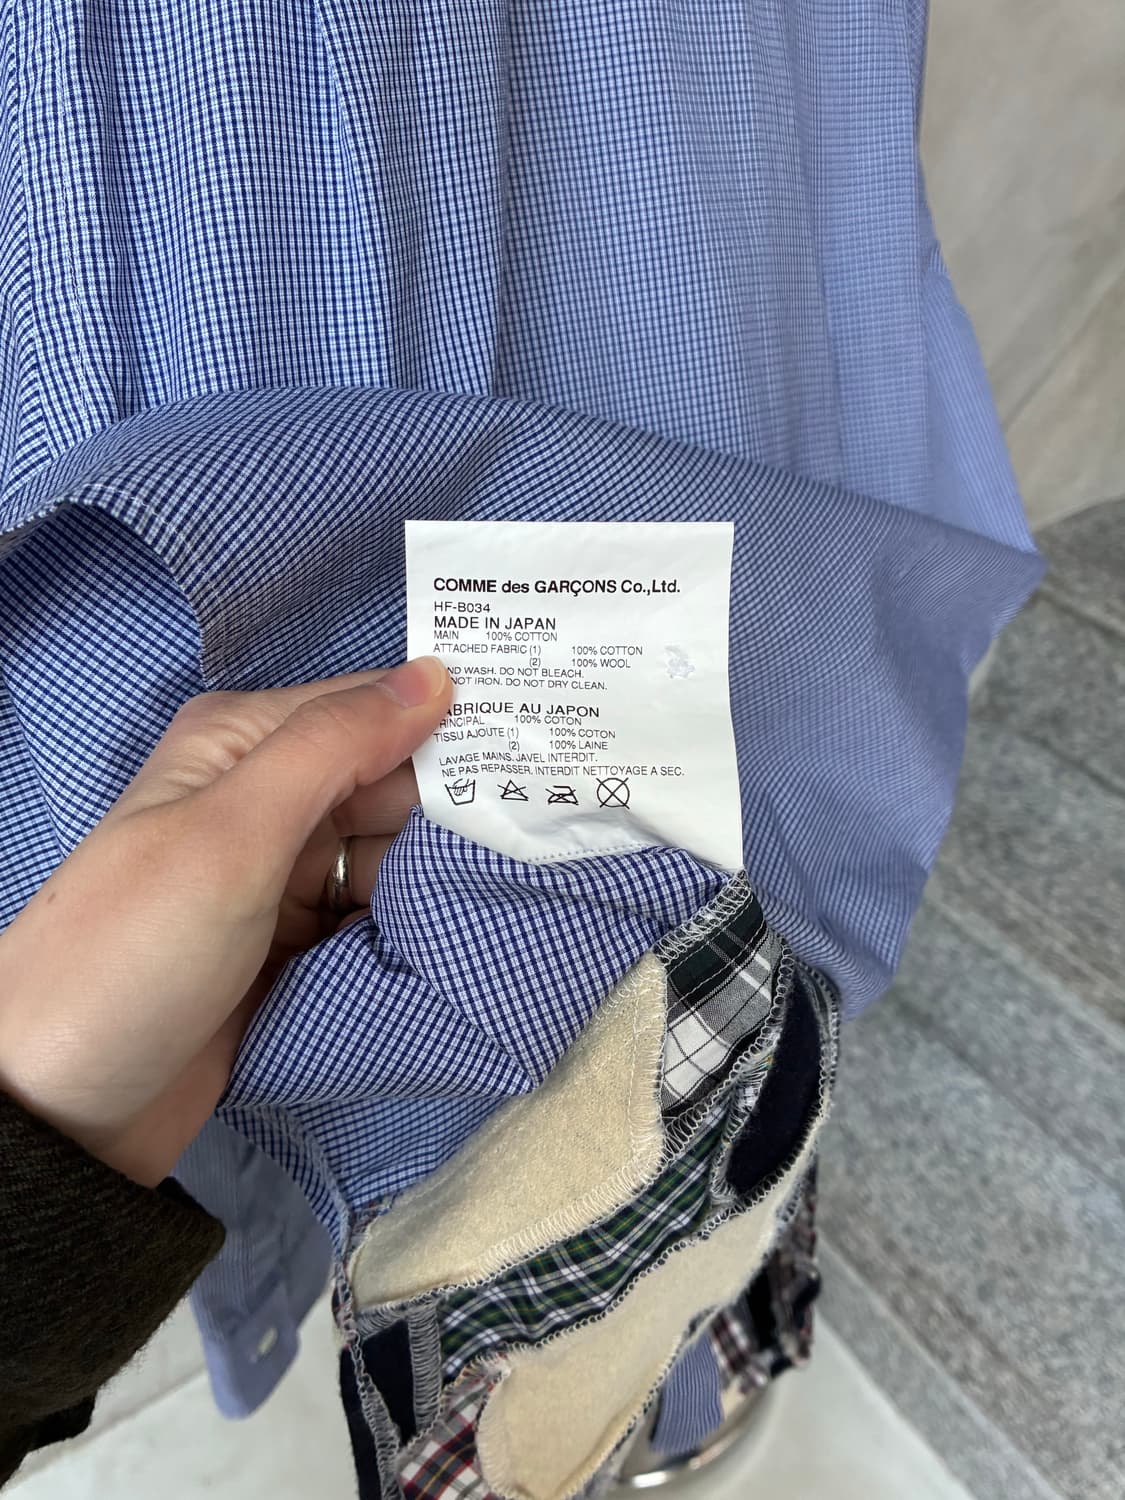 COMME des GARÇONS Co.,Ltd.
HF-B034
MADE IN JAPAN
MAIN 100% COTTON
ATTACHED FABRIC (1) 100% COTTON
(2) 100% WOOL
WASH. DO NOT BLEACH.
NOT IRON. DO NOT DRY CLEAN.
AU JAPON
100% COTON
TISSU AJOUTE (1) 100% COTON
(2) 100% LAINE
LAVAGE MAINS. JAVEL INTERDIT.
NE PAS REPASSER. INTERDIT NETTOYAGE A SEC.